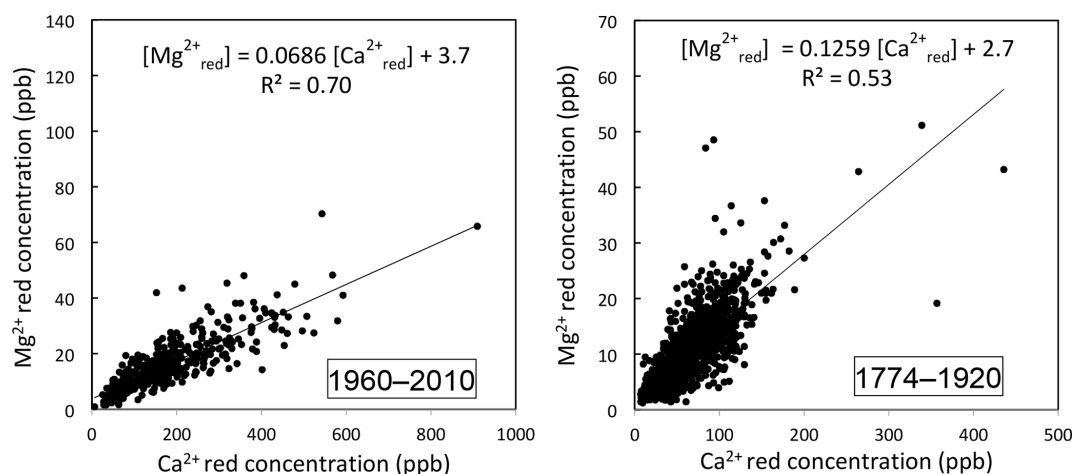 [Mg²⁺red] = 0.0686 [Ca²⁺red] + 3.7
R² = 0.70
140
120
100
80
60
40
20
0
Mg²⁺ red concentration (ppb)
1960–2010
0 200 400 600 800 1000
Ca²⁺ red concentration (ppb)
[Mg²⁺red] = 0.1259 [Ca²⁺red] + 2.7
R² = 0.53
70
60
50
40
30
20
10
0
Mg²⁺ red concentration (ppb)
1774–1920
0 100 200 300 400 500
Ca²⁺ red concentration (ppb)